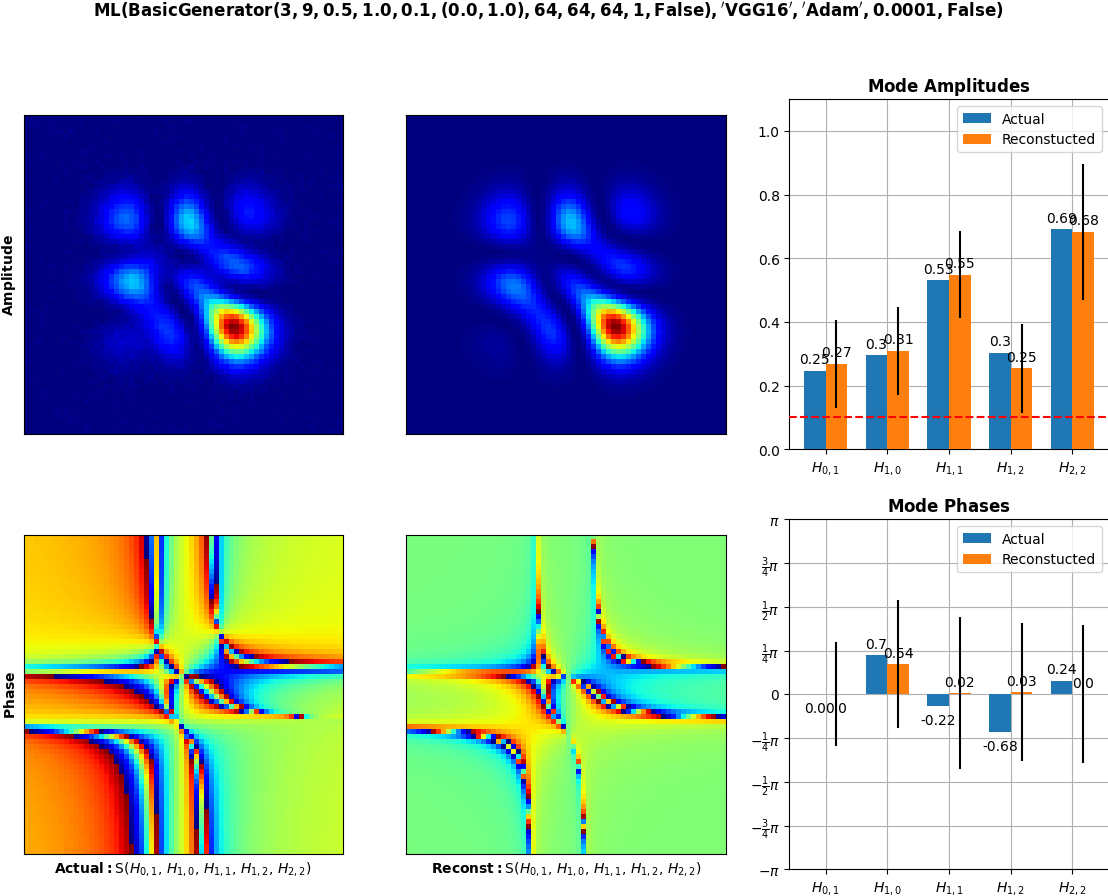 ML(BasicGenerator(3, 9, 0.5, 1.0, 0.1, (0.0, 1.0), 64, 64, 64, 1, False), ′VGG16′, ′Adam′, 0.0001, False)
Amplitude
Mode Amplitudes
Actual
Reconstucted
1.0
0.8
0.6
0.4
0.2
0.0
0.25 0.27 0.3 0.31 0.53 0.55 0.3 0.25 0.69 0.68
H0,1 H1,0 H1,1 H1,2 H2,2
Phase
Actual: S(H0,1, H1,0, H1,1, H1,2, H2,2)
Reconst: S(H0,1, H1,0, H1,1, H1,2, H2,2)
Mode Phases
Actual
Reconstucted
π
3/4π
1/2π
1/4π
0
−1/4π
−1/2π
−3/4π
−π
0.7 0.54 -0.22 0.02 -0.68 0.03 0.24 0.0
H0,1 H1,0 H1,1 H1,2 H2,2